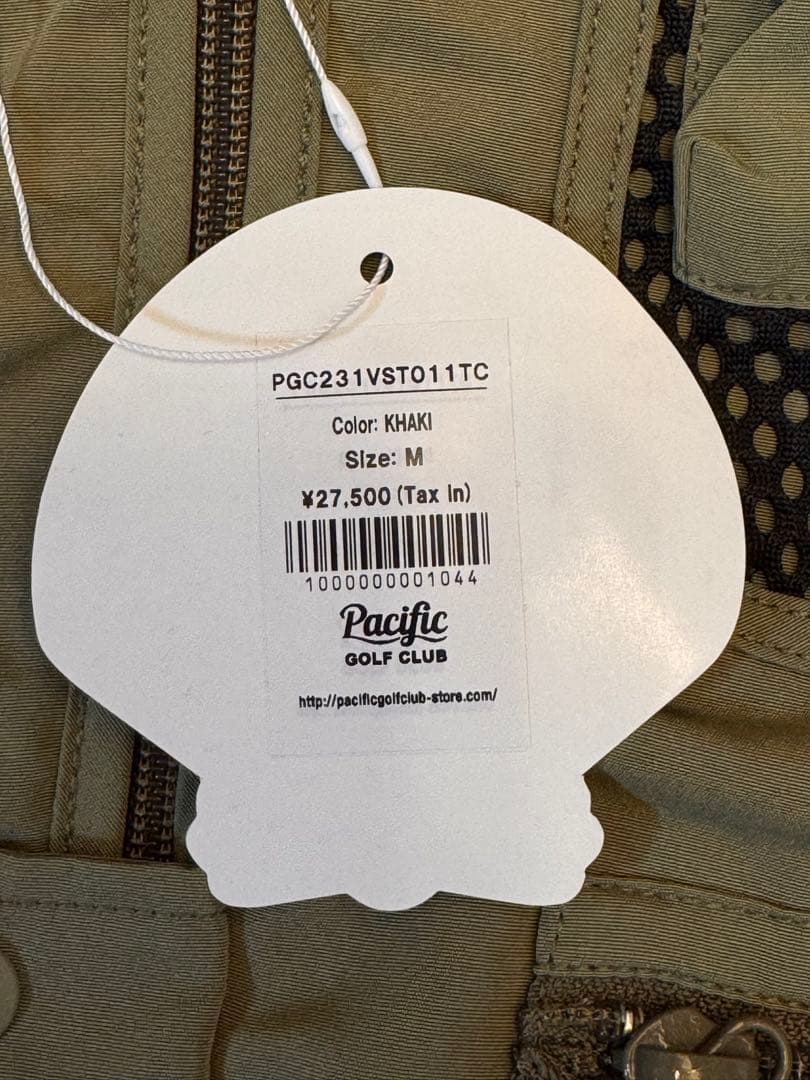 PGC231VST011TC
Color: KHAKI
Size: M
¥27,500 (Tax in)
1000000001044
Pacific
GOLF CLUB
http://pacificgolfclub-store.com/